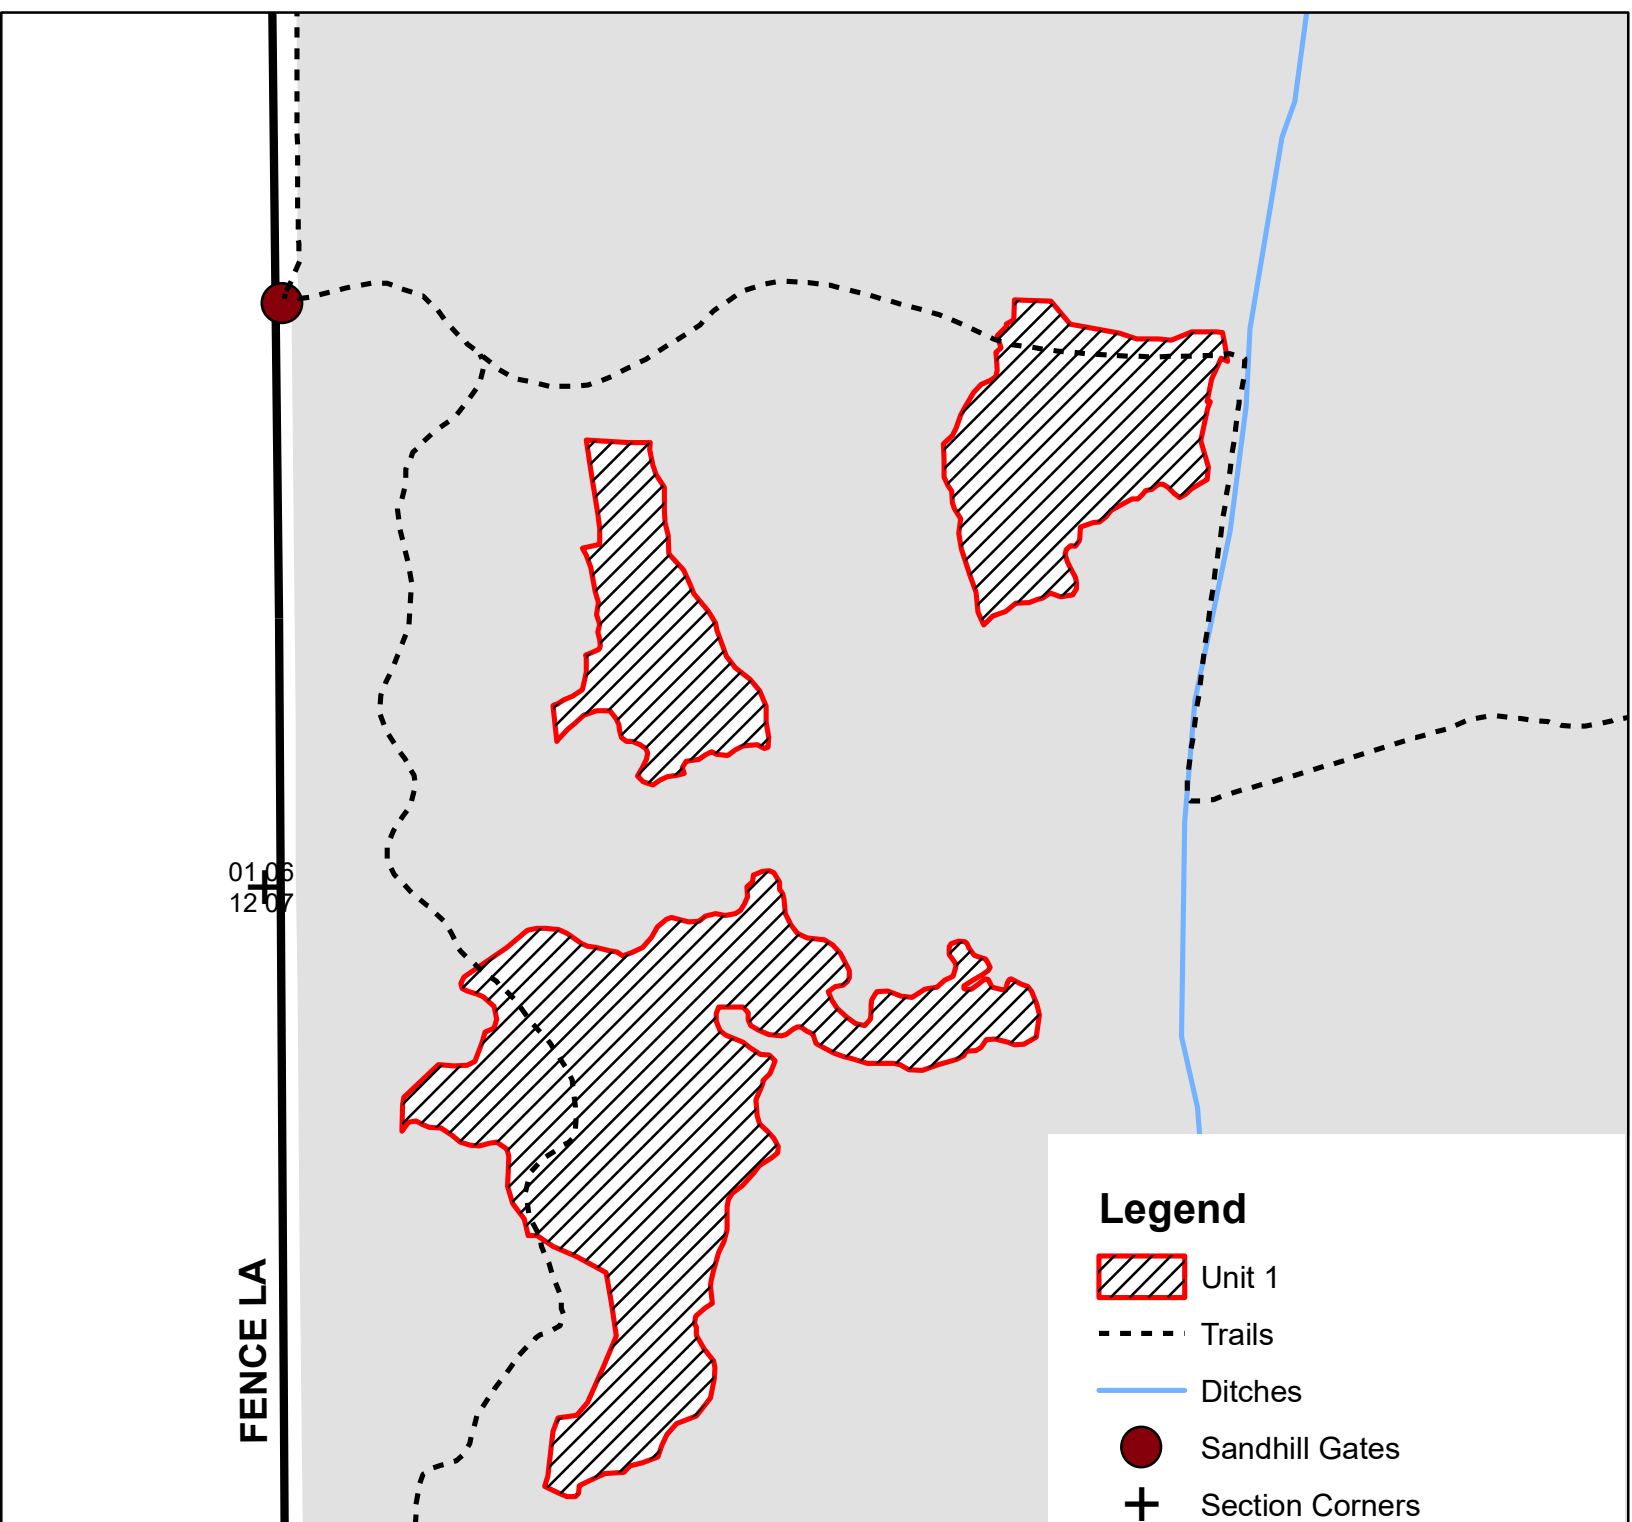 01 06
12 07
FENCE LA
Legend
Unit 1
Trails
Ditches
Sandhill Gates
Section Corners